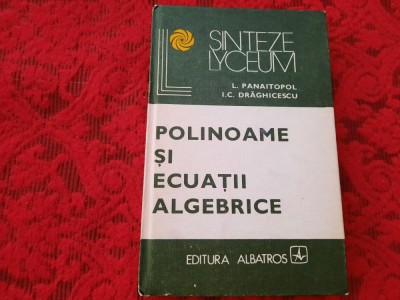 SINTEZE
LYCEUM
L. PANAITOPOL
I.C. DRĂGHICESCU
POLINOAME
ȘI
ECUAȚII
ALGEBRICE
EDITURA ALBATROS